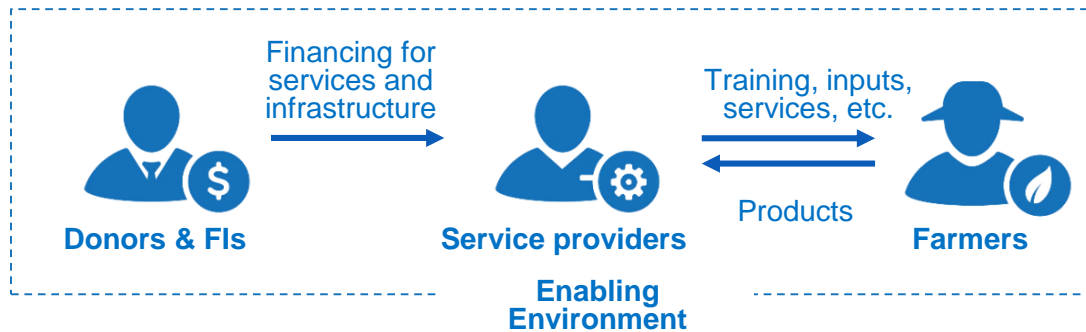 Financing for
services and
infrastructure
Training, inputs,
services, etc.
$
Products
Donors & FIs
Service providers
Farmers
Enabling
Environment